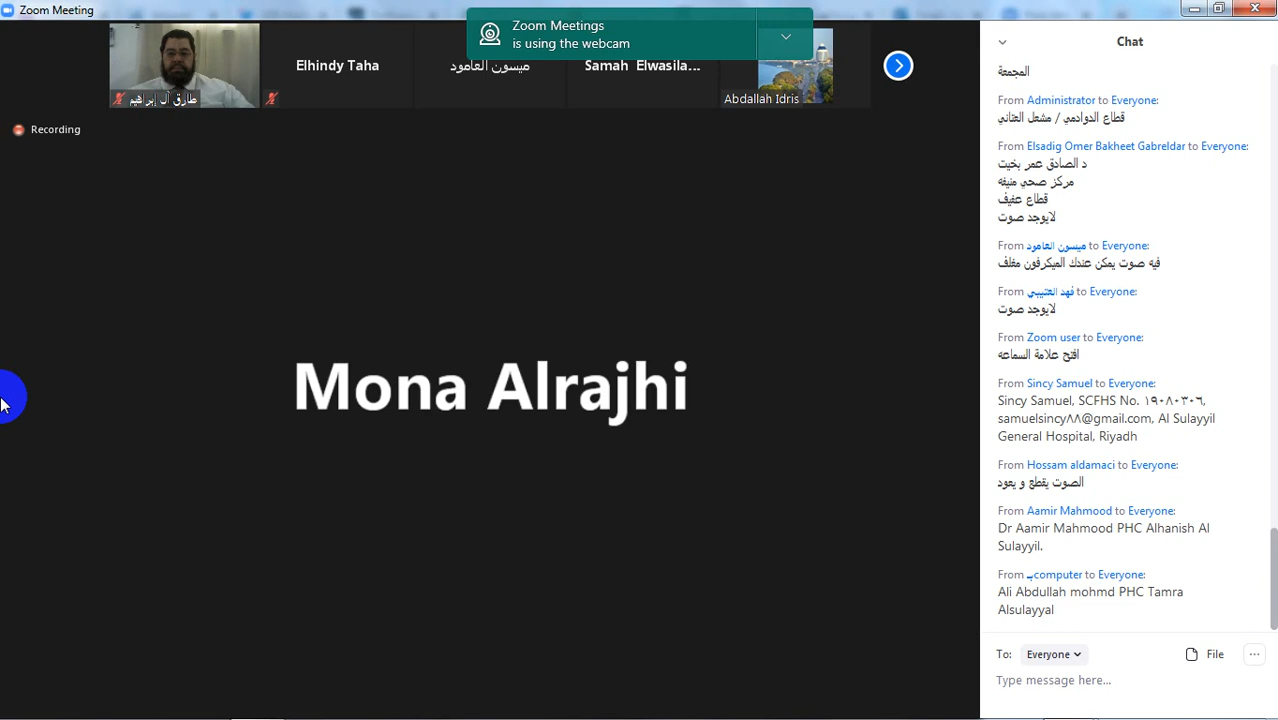 Zoom Meeting
Zoom Meetings
is using the webcam
طارق آل إبراهيم
Elhindy Taha
ميسون العامود
Samah Elwasila...
Abdallah Idris
Recording
Mona Alrajhi
Chat
المجمعة
From Administrator to Everyone:
قطاع الدوادمي / مشعل العتاني
From Elsadig Omer Bakheet Gabreldar to Everyone:
د الصادق عمر بخيت
مركز صحي منيفه
قطاع عفيف
لايوجد صوت
From ميسون العامود to Everyone:
فيه صوت يمكن عندك الميكرفون مغلف
From فهد العتيبي to Everyone:
لايوجد صوت
From Zoom user to Everyone:
افتح علامة السماعه
From Sincy Samuel to Everyone:
Sincy Samuel, SCFHS No. ١٩٠٨٠٣٠٦,
samuelsincy٨٨@gmail.com, Al Sulayyil
General Hospital, Riyadh
From Hossam aldamaci to Everyone:
الصوت يقطع و يعود
From Aamir Mahmood to Everyone:
Dr Aamir Mahmood PHC Alhanish Al
Sulayyil.
From بـcomputer to Everyone:
Ali Abdullah mohmd PHC Tamra
Alsulayyal
To: Everyone
File
Type message here...